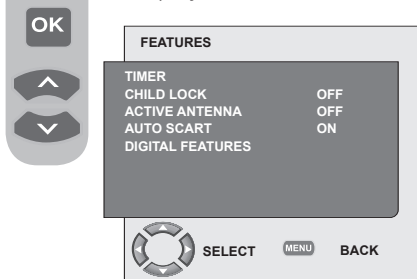 OK
FEATURES
TIMER
CHILD LOCK OFF
ACTIVE ANTENNA OFF
AUTO SCART ON
DIGITAL FEATURES
SELECT MENU BACK